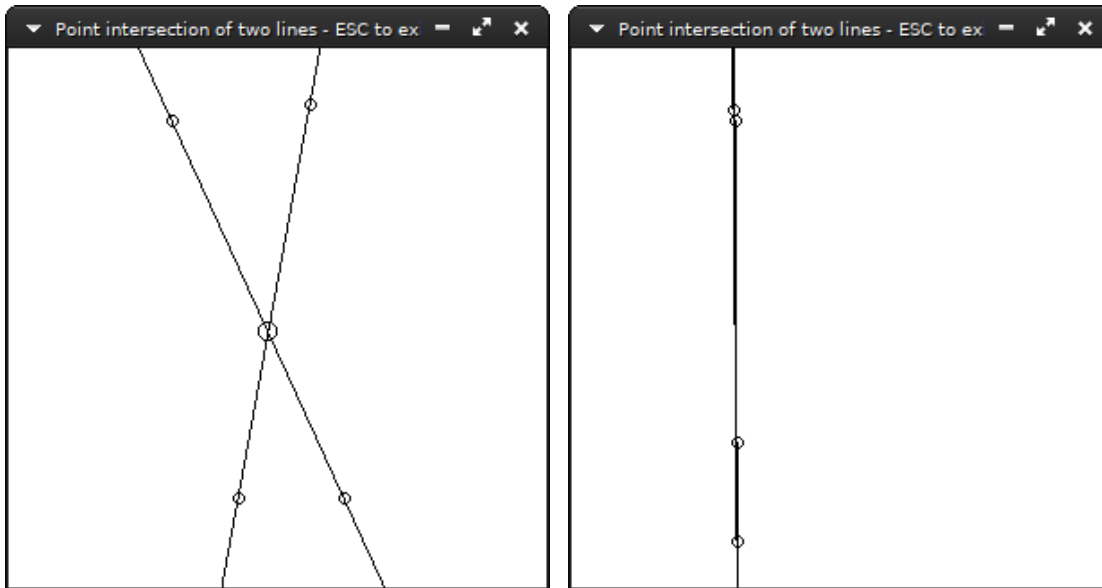 Point intersection of two lines - ESC to ex
Point intersection of two lines - ESC to ex